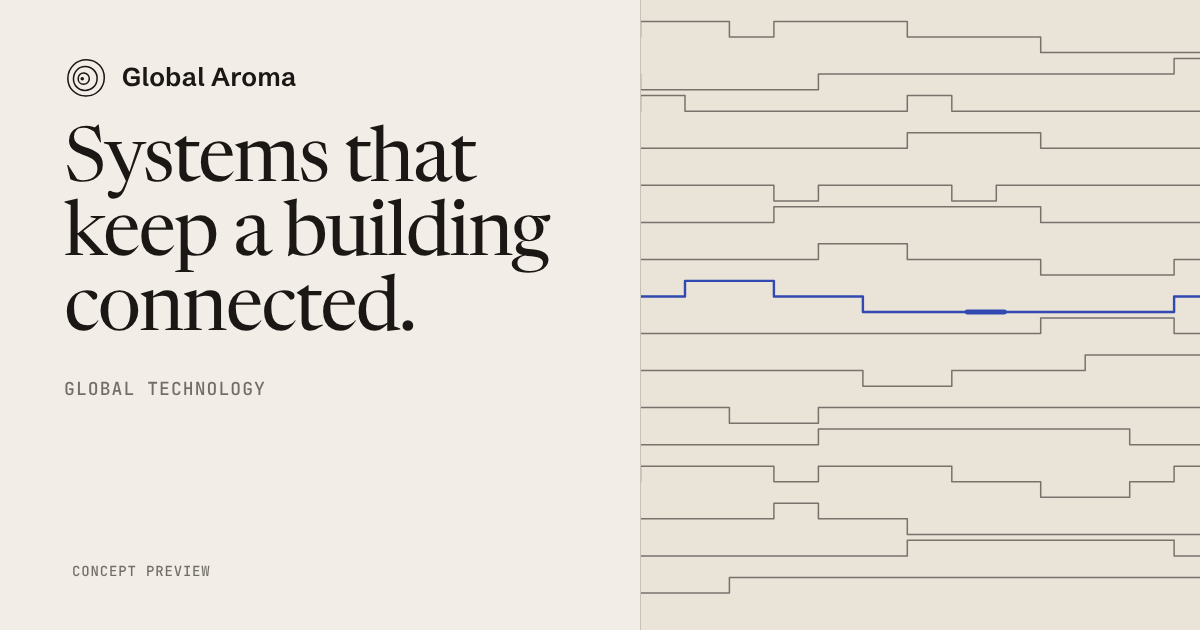 Global Aroma
Systems that
keep a building
connected.
GLOBAL TECHNOLOGY
CONCEPT PREVIEW